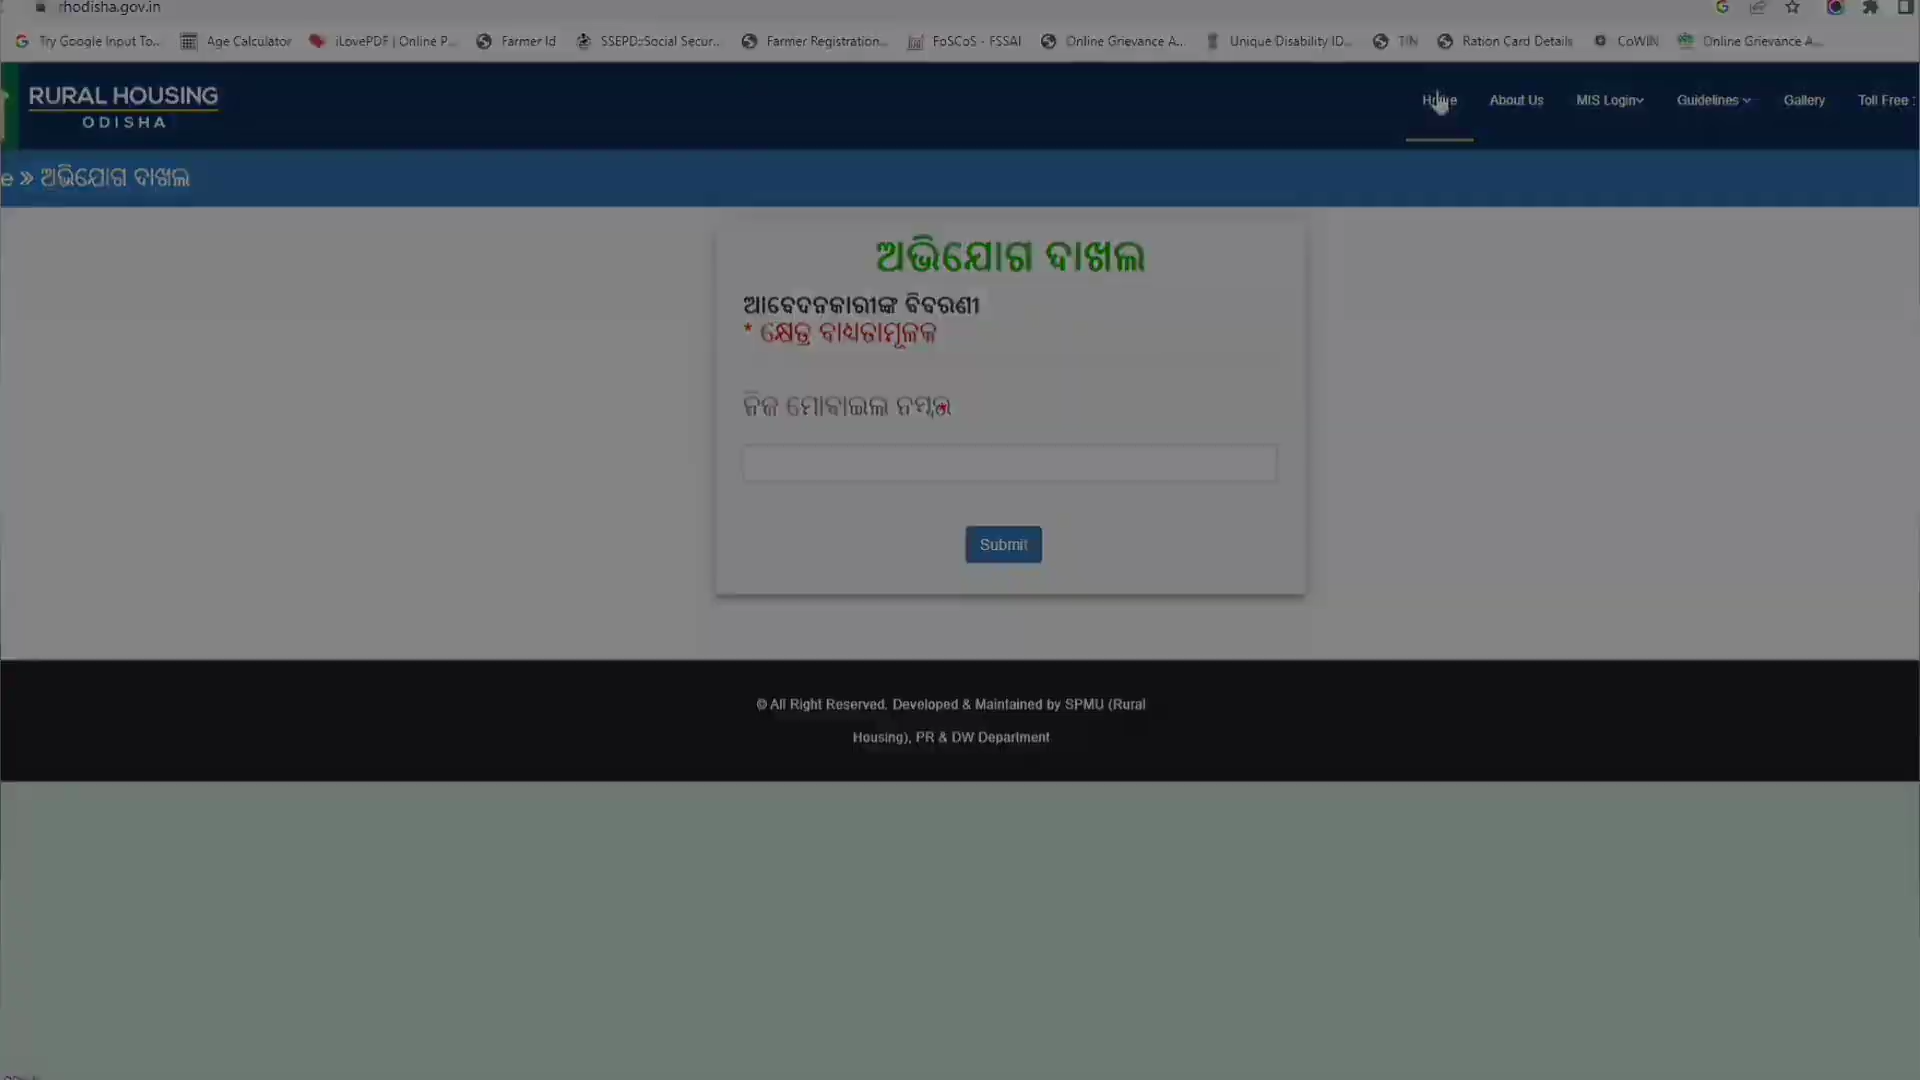 rhodisha.gov.in
Try Google Input To... Age Calculator iLovePDF | Online P... Farmer Id SSEPD::Social Secur... Farmer Registration... FoSCoS - FSSAI Online Grievance A... Unique Disability ID... TIN Ration Card Details CoWIN Online Grievance A...
RURAL HOUSING
ODISHA
Home About Us MIS Login Guidelines Gallery Toll Free :
e » ଅଭିଯୋଗ ଦାଖଲ
ଅଭିଯୋଗ ଦାଖଲ
ଆବେଦନକାରୀଙ୍କ ବିବରଣୀ
* କ୍ଷେତ୍ର ବାଧ୍ୟତାମୂଳକ
ନିଜ ମୋବାଇଲ ନମ୍ବର*
Submit
© All Right Reserved. Developed & Maintained by SPMU (Rural
Housing), PR & DW Department